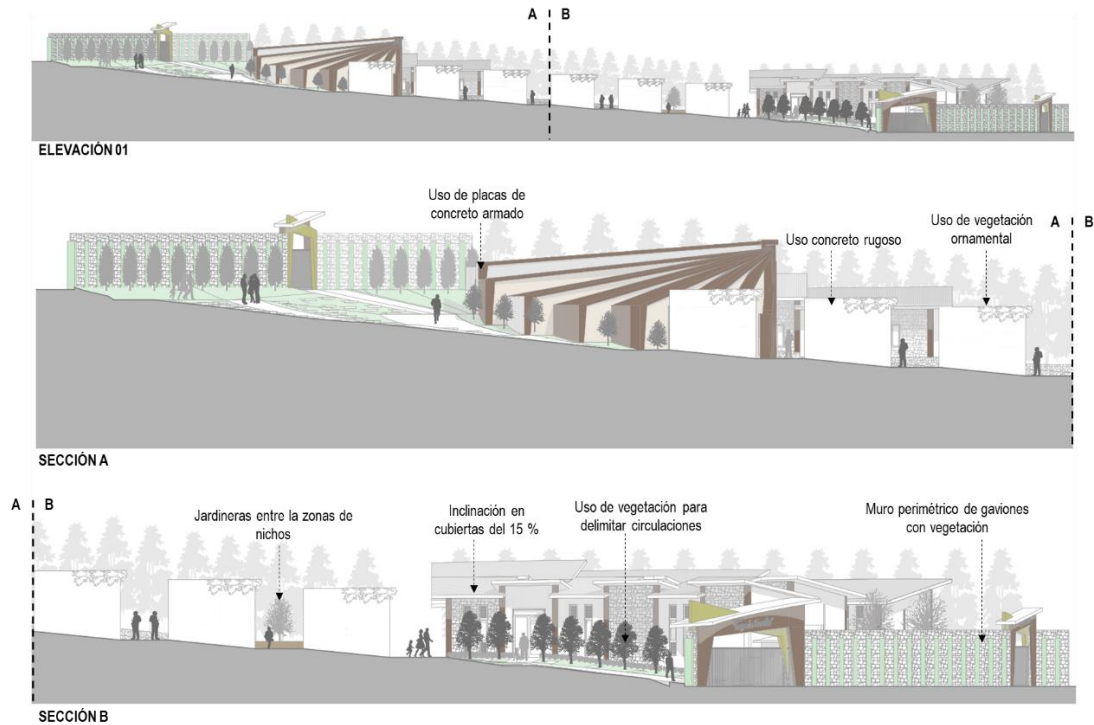 A B
ELEVACIÓN 01
Uso de placas de
concreto armado
Uso concreto rugoso
Uso de vegetación
ornamental
A B
SECCIÓN A
A B
Jardineras entre la zonas de
nichos
Inclinación en
cubiertas del 15 %
Uso de vegetación para
delimitar circulaciones
Muro perimétrico de gaviones
con vegetación
SECCIÓN B